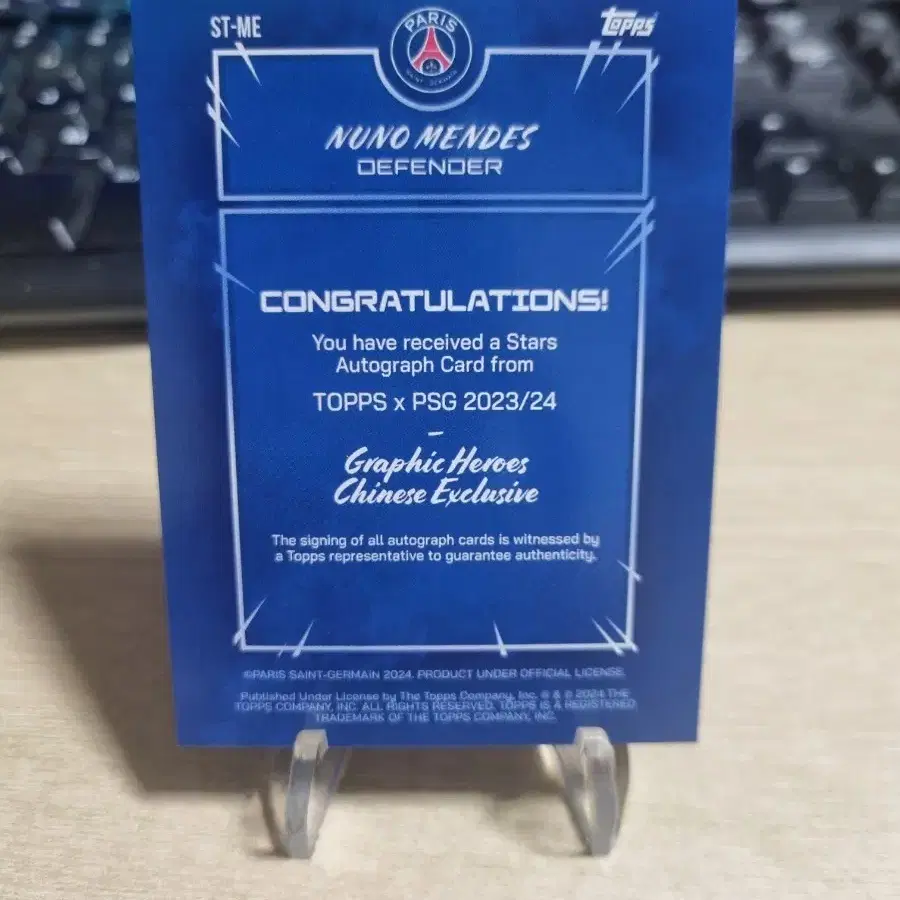 ST-ME
PARIS
SAINT-GERMAIN
Topps
NUNO MENDES
DEFENDER
CONGRATULATIONS!
You have received a Stars
Autograph Card from
TOPPS x PSG 2023/24
–
Graphic Heroes
Chinese Exclusive
The signing of all autograph cards is witnessed by
a Topps representative to guarantee authenticity.
©PARIS SAINT-GERMAIN 2024. PRODUCT UNDER OFFICIAL LICENSE.
Published Under License by The Topps Company, Inc. ® & © 2024 THE
TOPPS COMPANY, INC. ALL RIGHTS RESERVED. TOPPS IS A REGISTERED
TRADEMARK OF THE TOPPS COMPANY, INC.